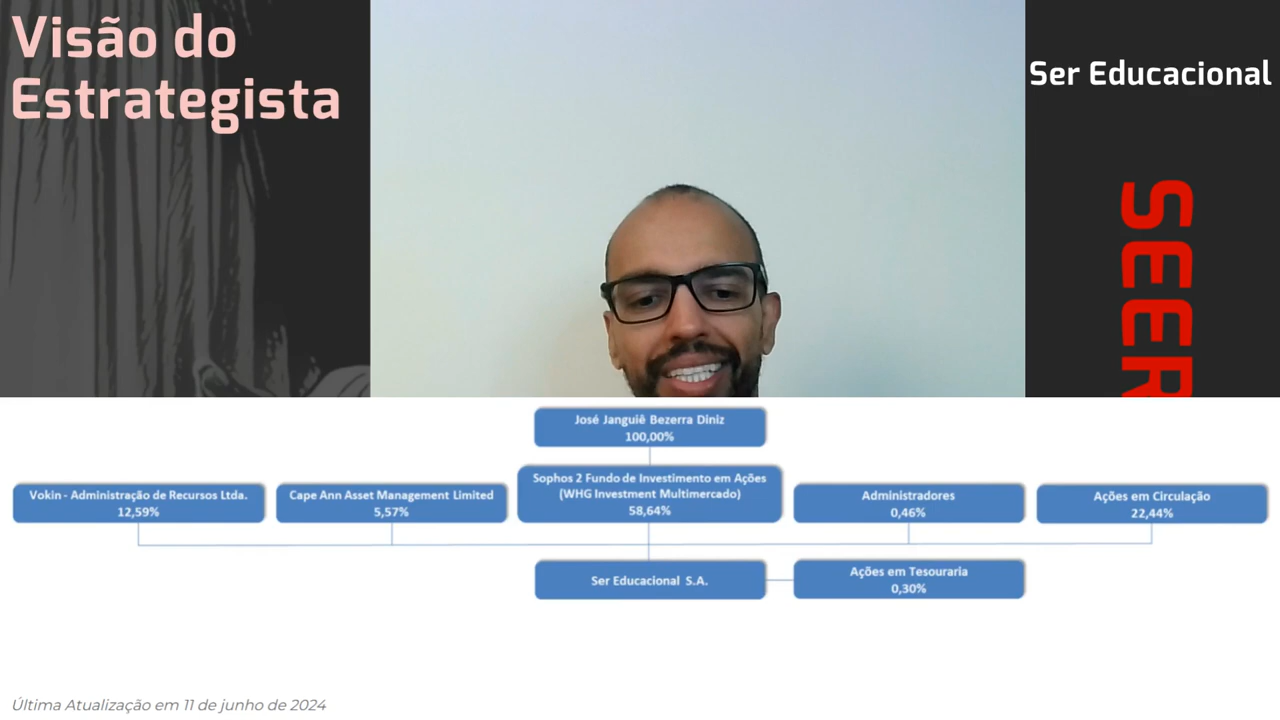 Visão do
Estrategista
Ser Educacional
SEER
José Janguiê Bezerra Diniz
100,00%
Vokin - Administração de Recursos Ltda.
12,59%
Cape Ann Asset Management Limited
5,57%
Sophos 2 Fundo de Investimento em Ações
(WHG Investment Multimercado)
58,64%
Administradores
0,46%
Ações em Circulação
22,44%
Ser Educacional S.A.
Ações em Tesouraria
0,30%
Última Atualização em 11 de junho de 2024